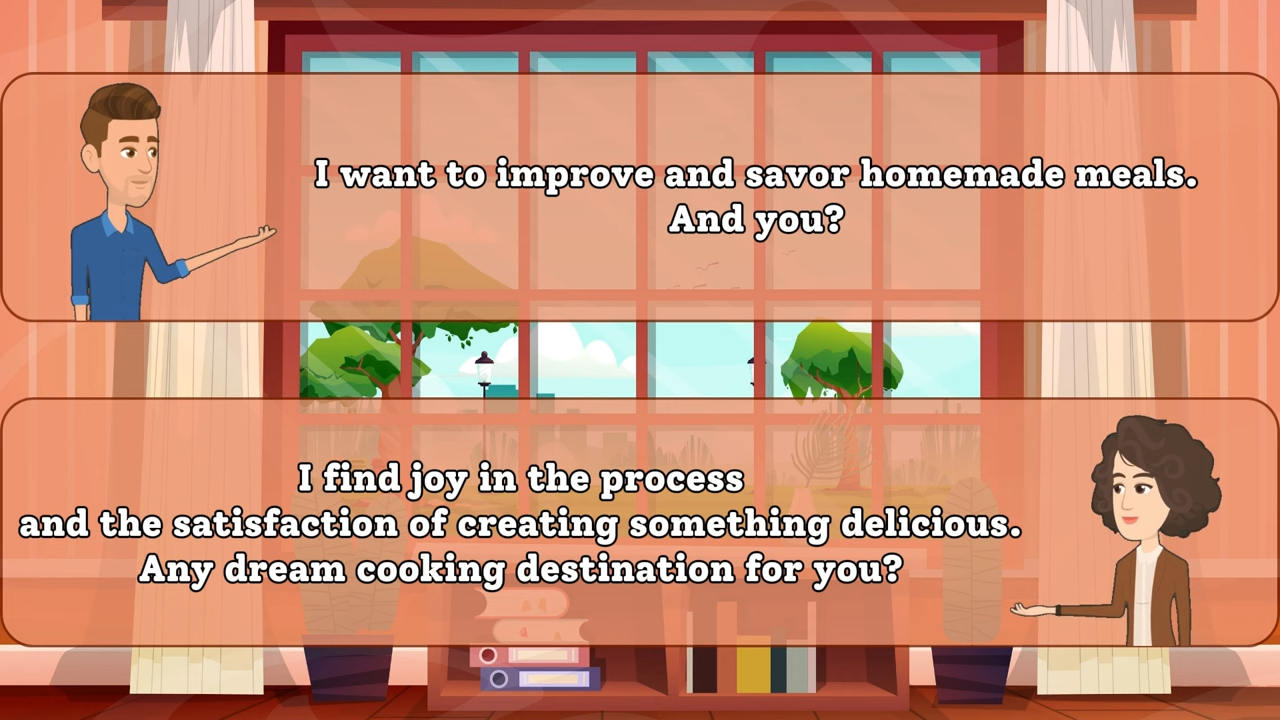 I want to improve and savor homemade meals.
And you?
I find joy in the process
and the satisfaction of creating something delicious.
Any dream cooking destination for you?